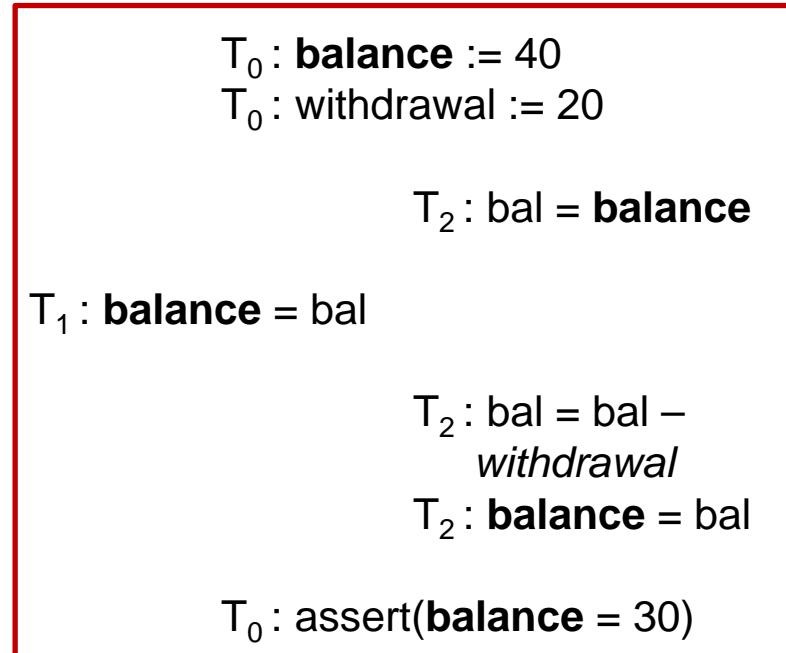 T₀ : balance := 40
T₀ : withdrawal := 20
T₂ : bal = balance
T₁ : balance = bal
T₂ : bal = bal –
withdrawal
T₂ : balance = bal
T₀ : assert(balance = 30)